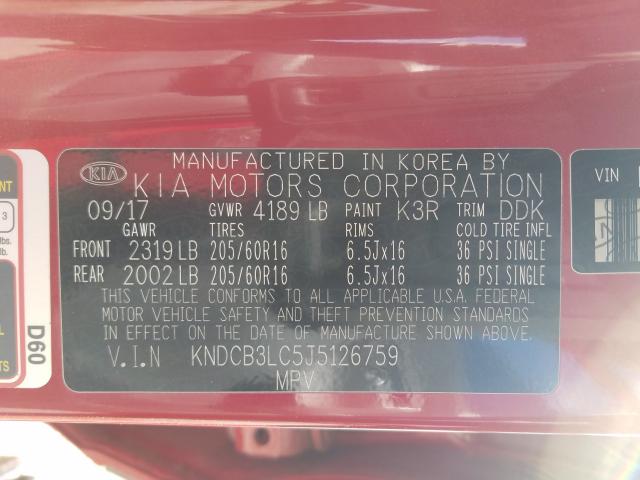 MANUFACTURED IN KOREA BY
KIA KIA MOTORS CORPORATION
09/17 GVWR 4189 LB PAINT K3R TRIM DDK
GAWR TIRES RIMS COLD TIRE INFL
FRONT 2319 LB 205/60R16 6.5Jx16 36 PSI SINGLE
REAR 2002 LB 205/60R16 6.5Jx16 36 PSI SINGLE
THIS VEHICLE CONFORMS TO ALL APPLICABLE U.S.A. FEDERAL
MOTOR VEHICLE SAFETY AND THEFT PREVENTION STANDARDS
IN EFFECT ON THE DATE OF MANUFACTURE SHOWN ABOVE.
V.I.N KNDCB3LC5J5126759
MPV
D60
3
lbs.
VIN